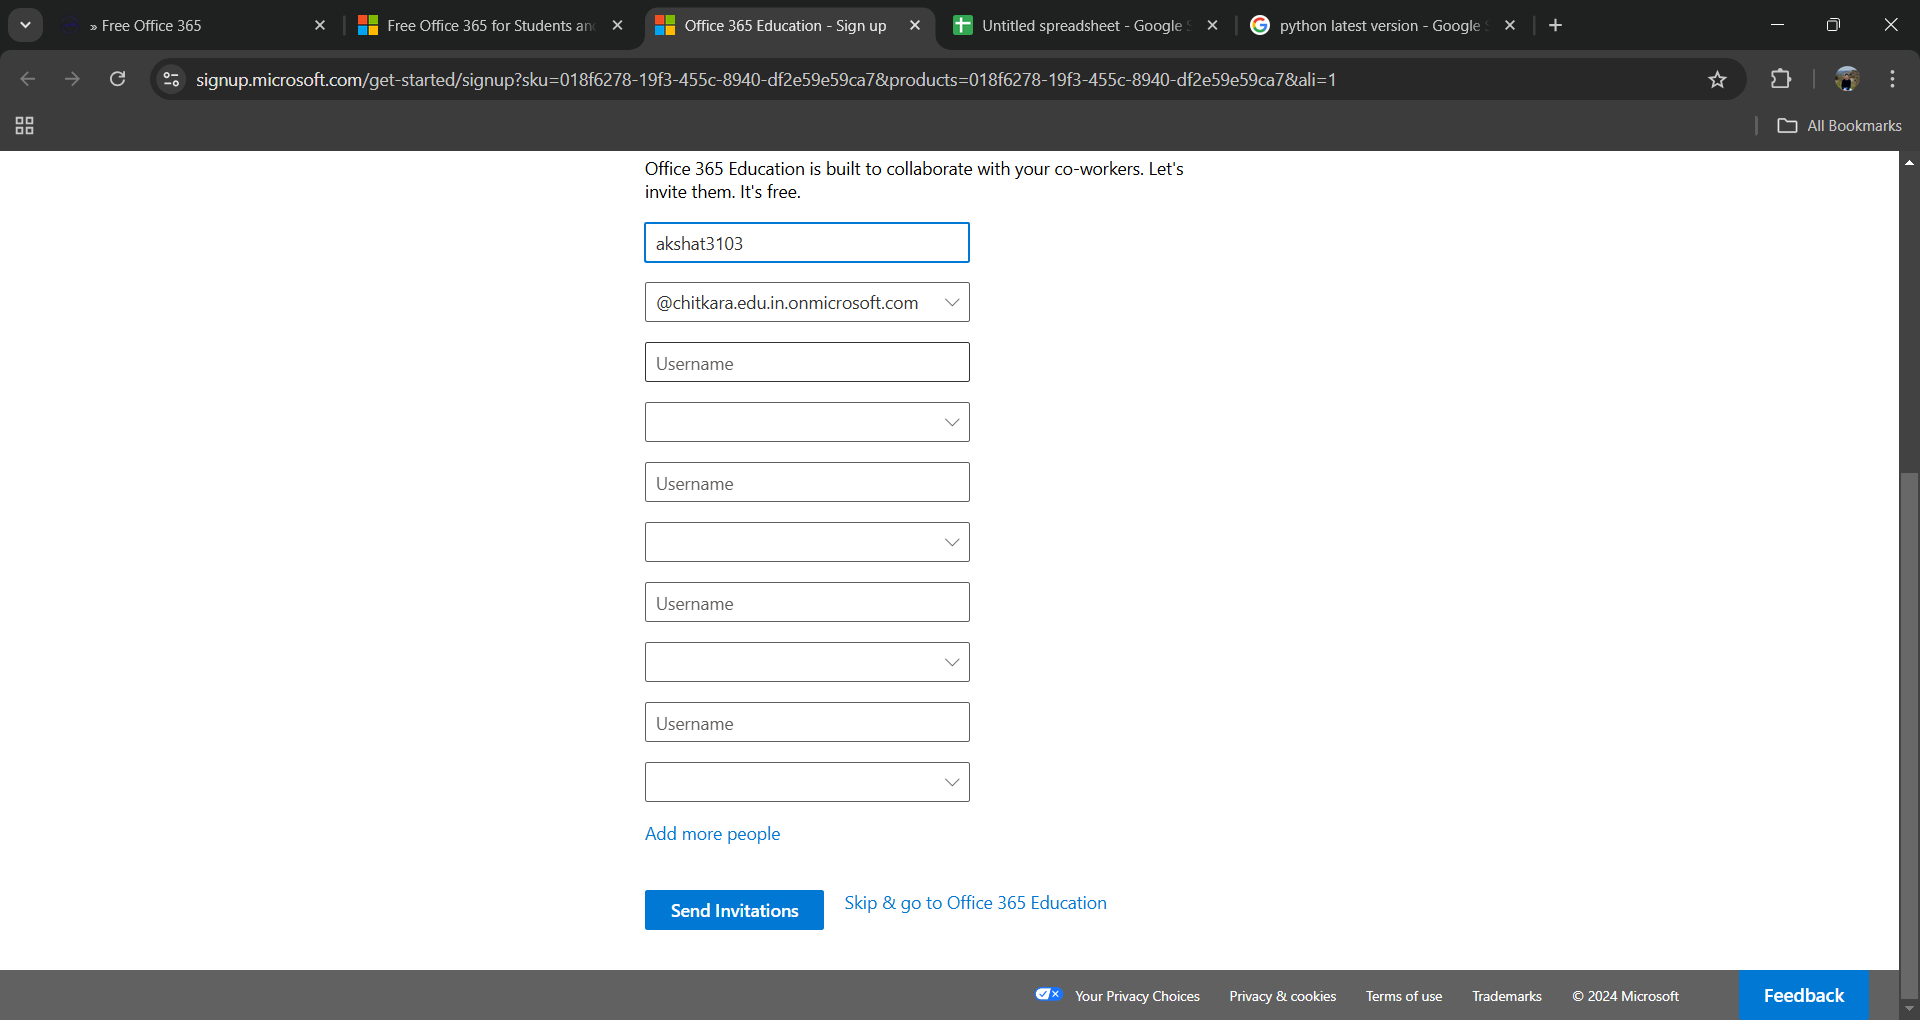 » Free Office 365
Free Office 365 for Students an
Office 365 Education - Sign up
Untitled spreadsheet - Google S
python latest version - Google S
signup.microsoft.com/get-started/signup?sku=018f6278-19f3-455c-8940-df2e59e59ca7&products=018f6278-19f3-455c-8940-df2e59e59ca7&ali=1
All Bookmarks
Office 365 Education is built to collaborate with your co-workers. Let's
invite them. It's free.
akshat3103
@chitkara.edu.in.onmicrosoft.com
Username
Username
Username
Username
Add more people
Send Invitations
Skip & go to Office 365 Education
Your Privacy Choices
Privacy & cookies
Terms of use
Trademarks
© 2024 Microsoft
Feedback